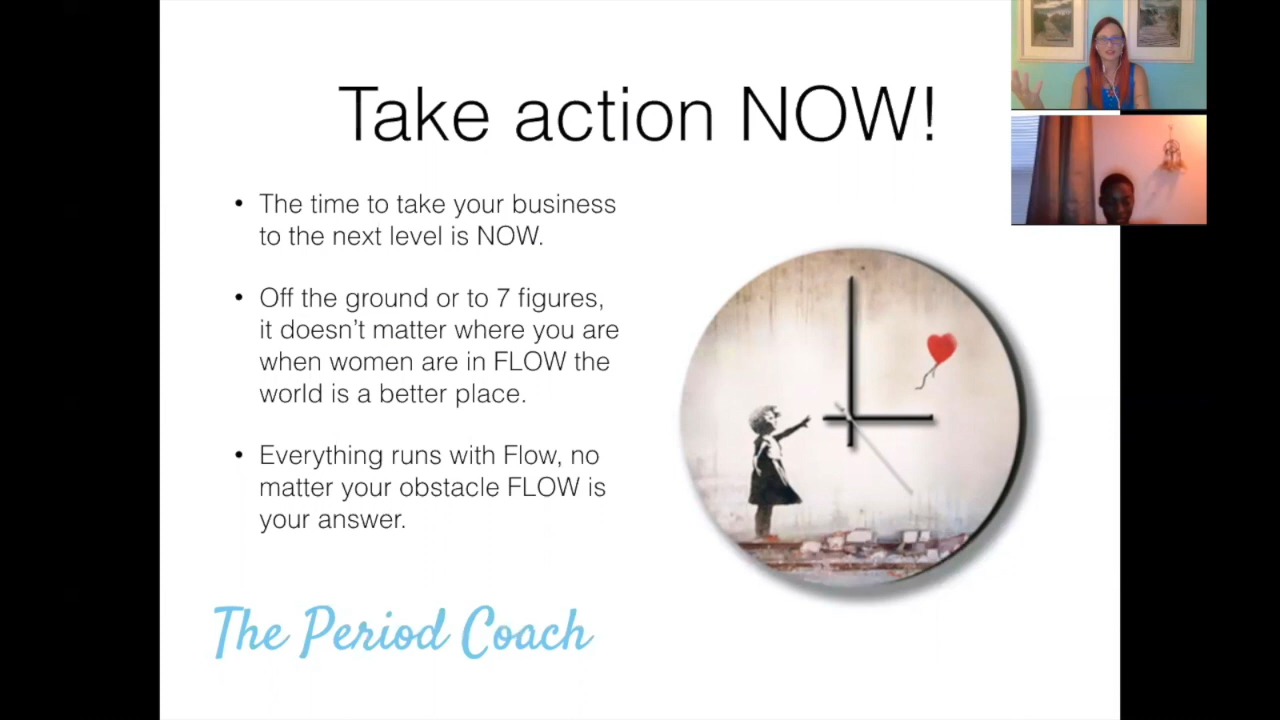 Take action NOW!
• The time to take your business
to the next level is NOW.
• Off the ground or to 7 figures,
it doesn't matter where you are
when women are in FLOW the
world is a better place.
• Everything runs with Flow, no
matter your obstacle FLOW is
your answer.
The Period Coach